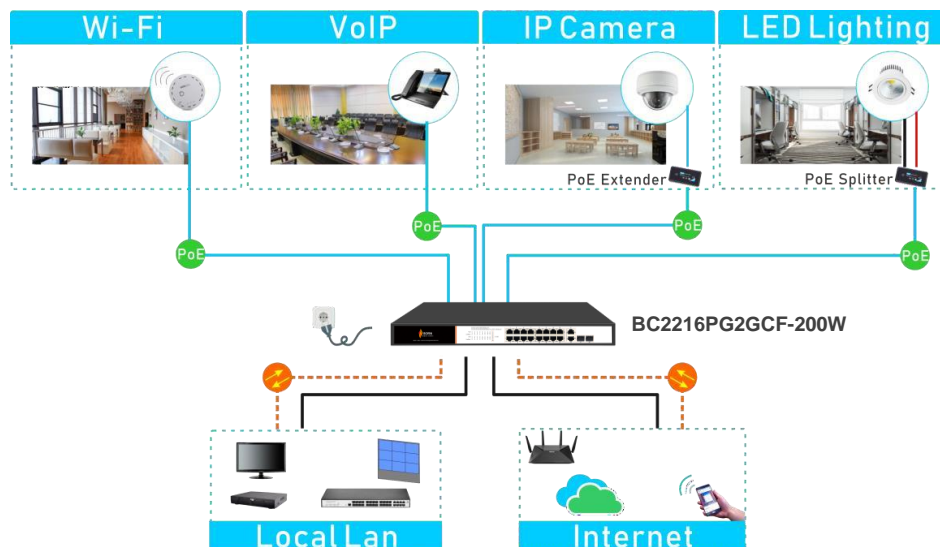 Wi-Fi
VoIP
IP Camera
LED Lighting
PoE Extender
PoE Splitter
PoE
PoE
PoE
PoE
BC2216PG2GCF-200W
Local Lan
Internet